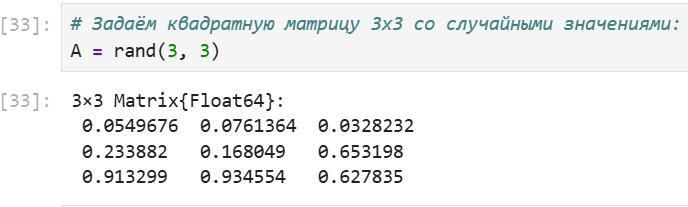 [33]: # Задаём квадратную матрицу 3x3 со случайными значениями:
A = rand(3, 3)
[33]: 3×3 Matrix{Float64}:
0.0549676 0.0761364 0.0328232
0.233882 0.168049 0.653198
0.913299 0.934554 0.627835